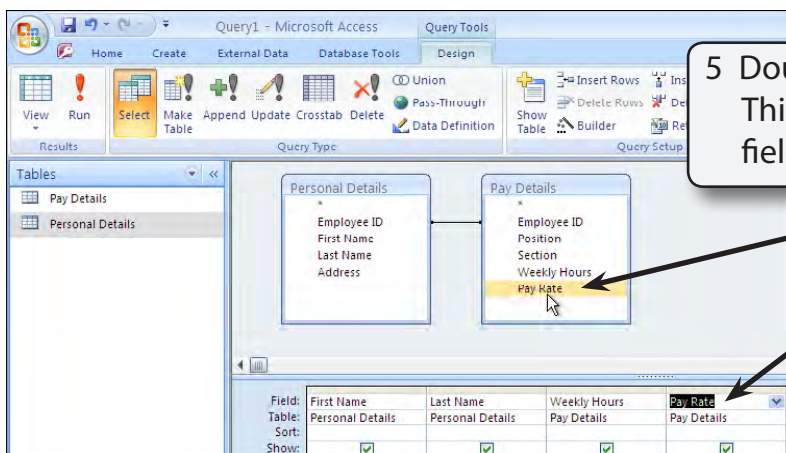 Query1 - Microsoft Access
Query Tools
Home Create External Data Database Tools Design
View
Run
Select
Make Table
Append
Update
Crosstab
Delete
Union
Pass-Through
Data Definition
Show Table
Insert Rows
Delete Rows
Builder
Results
Query Type
Query Setup
5 Dou
Thi
fiel
Tables
Pay Details
Personal Details
Personal Details
*
Employee ID
First Name
Last Name
Address
Pay Details
*
Employee ID
Position
Section
Weekly Hours
Pay Rate
Field: First Name Last Name Weekly Hours Pay Rate
Table: Personal Details Personal Details Pay Details Pay Details
Sort:
Show: